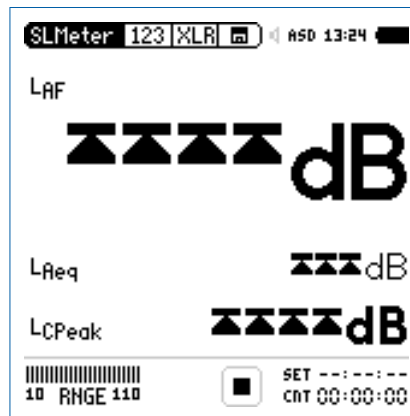 SLMeter 123 XLR ASD 13:24
LAF
dB
LAeq dB
LCPeak dB
SET --:--:--
10 RNGE 110 CNT 00:00:00